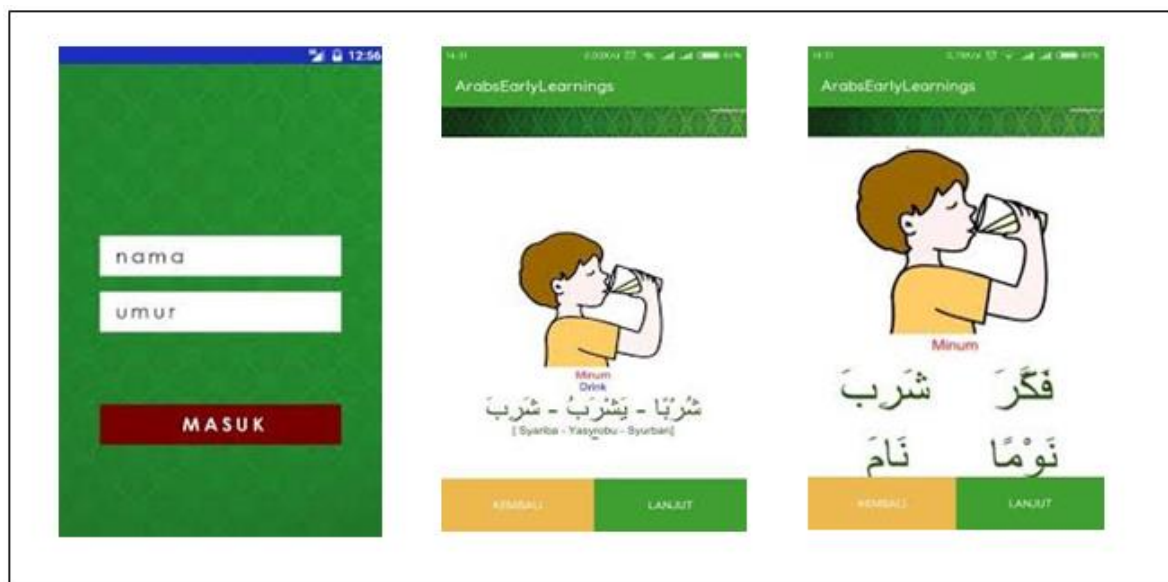 12:56
nama
umur
MASUK
ArabsEarlyLearnings
Minum
Drink
شُرْبًا - يَشْرَبُ - شَرِبَ
[ Syariba - Yasyrobu - Syurban]
KEMBALI
LANJUT
ArabsEarlyLearnings
Minum
فَكَّرَ شَرِبَ
نَوْمًا نَامَ
KEMBALI
LANJUT